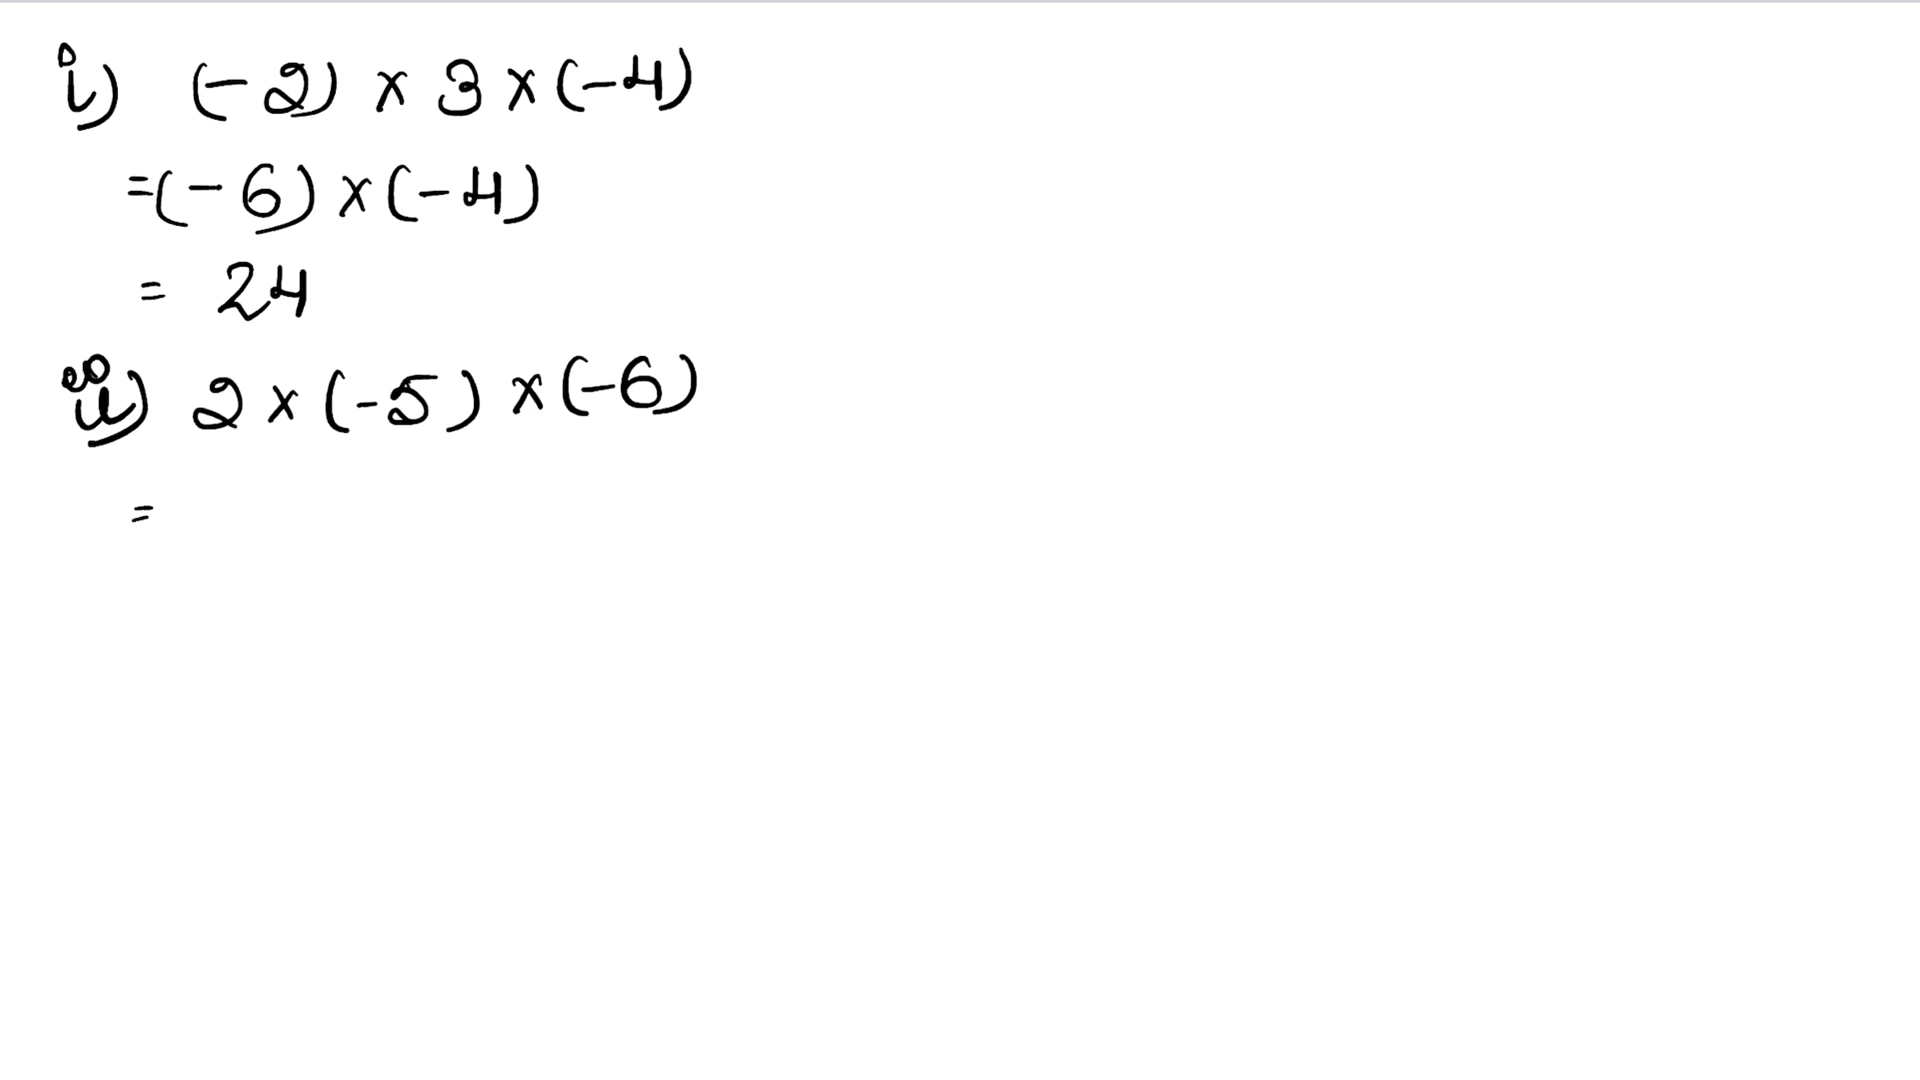 i) (-2) × 3 × (-4)
=(-6) × (-4)
= 24
ii) 2 × (-5) × (-6)
=